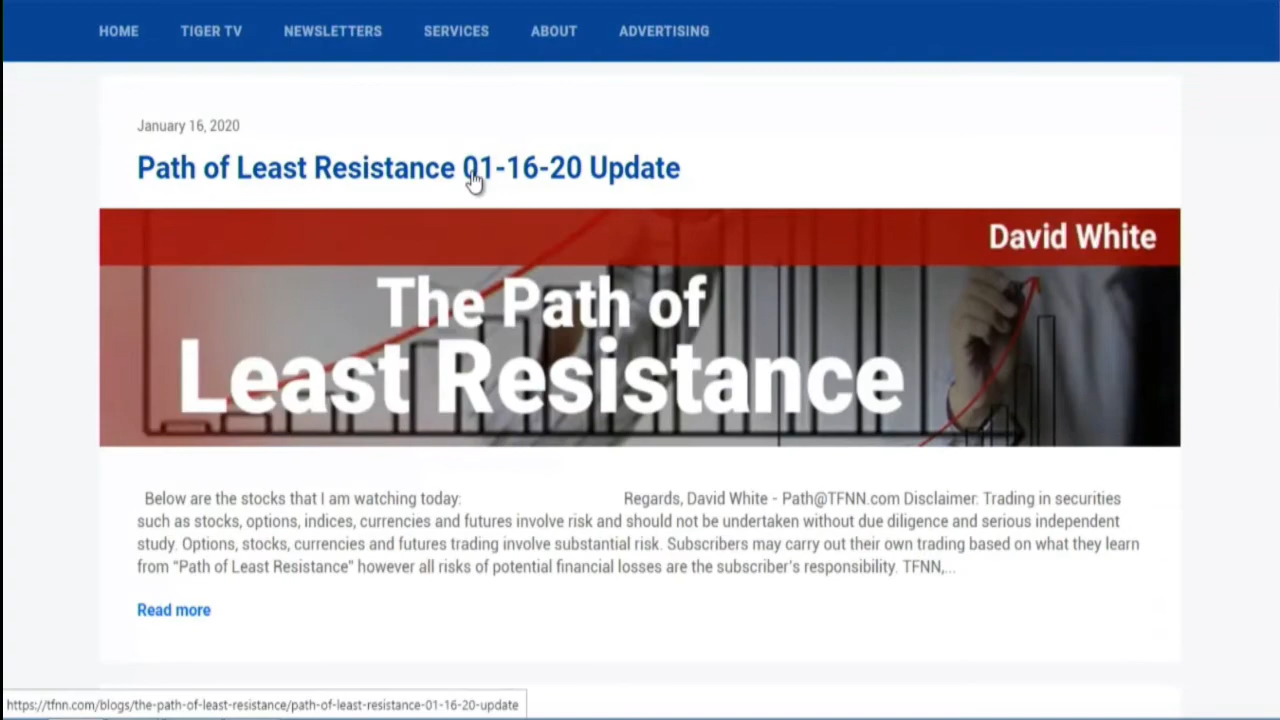 HOME TIGER TV NEWSLETTERS SERVICES ABOUT ADVERTISING
January 16, 2020
Path of Least Resistance 01-16-20 Update
David White
The Path of
Least Resistance
Below are the stocks that I am watching today: Regards, David White - Path@TFNN.com Disclaimer: Trading in securities
such as stocks, options, indices, currencies and futures involve risk and should not be undertaken without due diligence and serious independent
study. Options, stocks, currencies and futures trading involve substantial risk. Subscribers may carry out their own trading based on what they learn
from “Path of Least Resistance” however all risks of potential financial losses are the subscriber’s responsibility. TFNN,...
Read more
https://tfnn.com/blogs/the-path-of-least-resistance/path-of-least-resistance-01-16-20-update